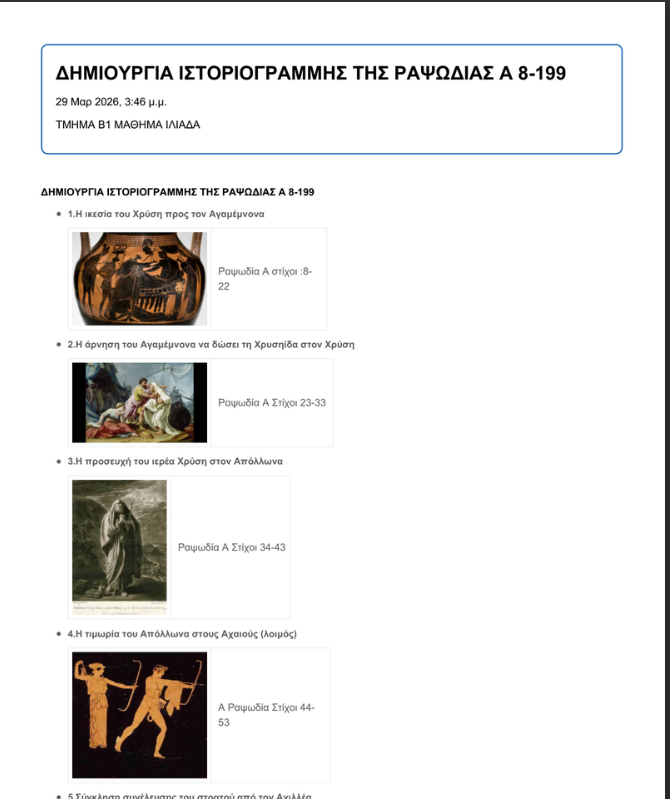 ΔΗΜΙΟΥΡΓΙΑ ΙΣΤΟΡΙΟΓΡΑΜΜΗΣ ΤΗΣ ΡΑΨΩΔΙΑΣ Α 8-199
29 Μαρ 2026, 3:46 μ.μ.
ΤΜΗΜΑ Β1 ΜΑΘΗΜΑ ΙΛΙΑΔΑ
ΔΗΜΙΟΥΡΓΙΑ ΙΣΤΟΡΙΟΓΡΑΜΜΗΣ ΤΗΣ ΡΑΨΩΔΙΑΣ Α 8-199
1.Η ικεσία του Χρύση προς τον Αγαμέμνονα
Ραψωδία Α στίχοι :8-
22
2.Η άρνηση του Αγαμέμνονα να δώσει τη Χρυσηίδα στον Χρύση
Ραψωδία Α Στίχοι 23-33
3.Η προσευχή του ιερέα Χρύση στον Απόλλωνα
Ραψωδία Α Στίχοι 34-43
4.Η τιμωρία του Απόλλωνα στους Αχαιούς (λοιμός)
Α Ραψωδία Στίχοι 44-
53
5.Σύγκληση συνέλευσης του στρατού από τον Αχιλλέα